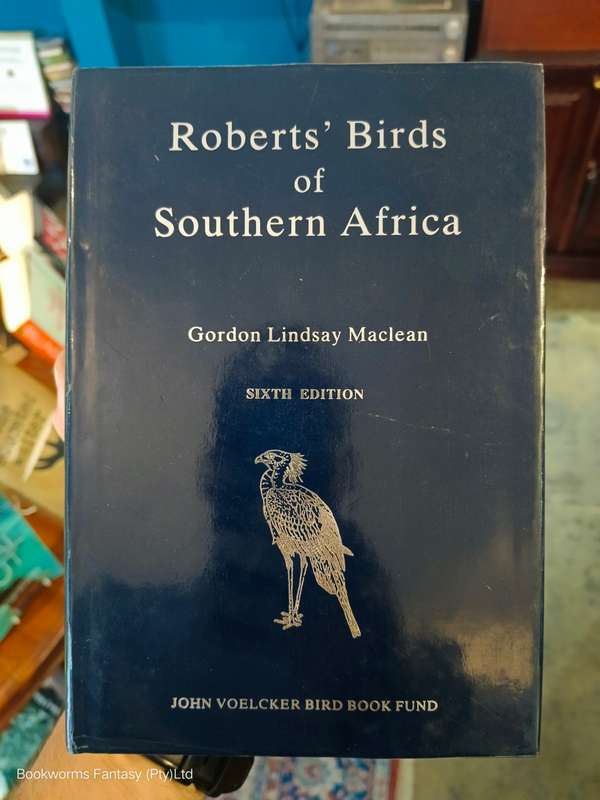 Roberts’ Birds
of
Southern Africa
Gordon Lindsay Maclean
SIXTH EDITION
JOHN VOELCKER BIRD BOOK FUND
Bookworms Fantasy (Pty)Ltd